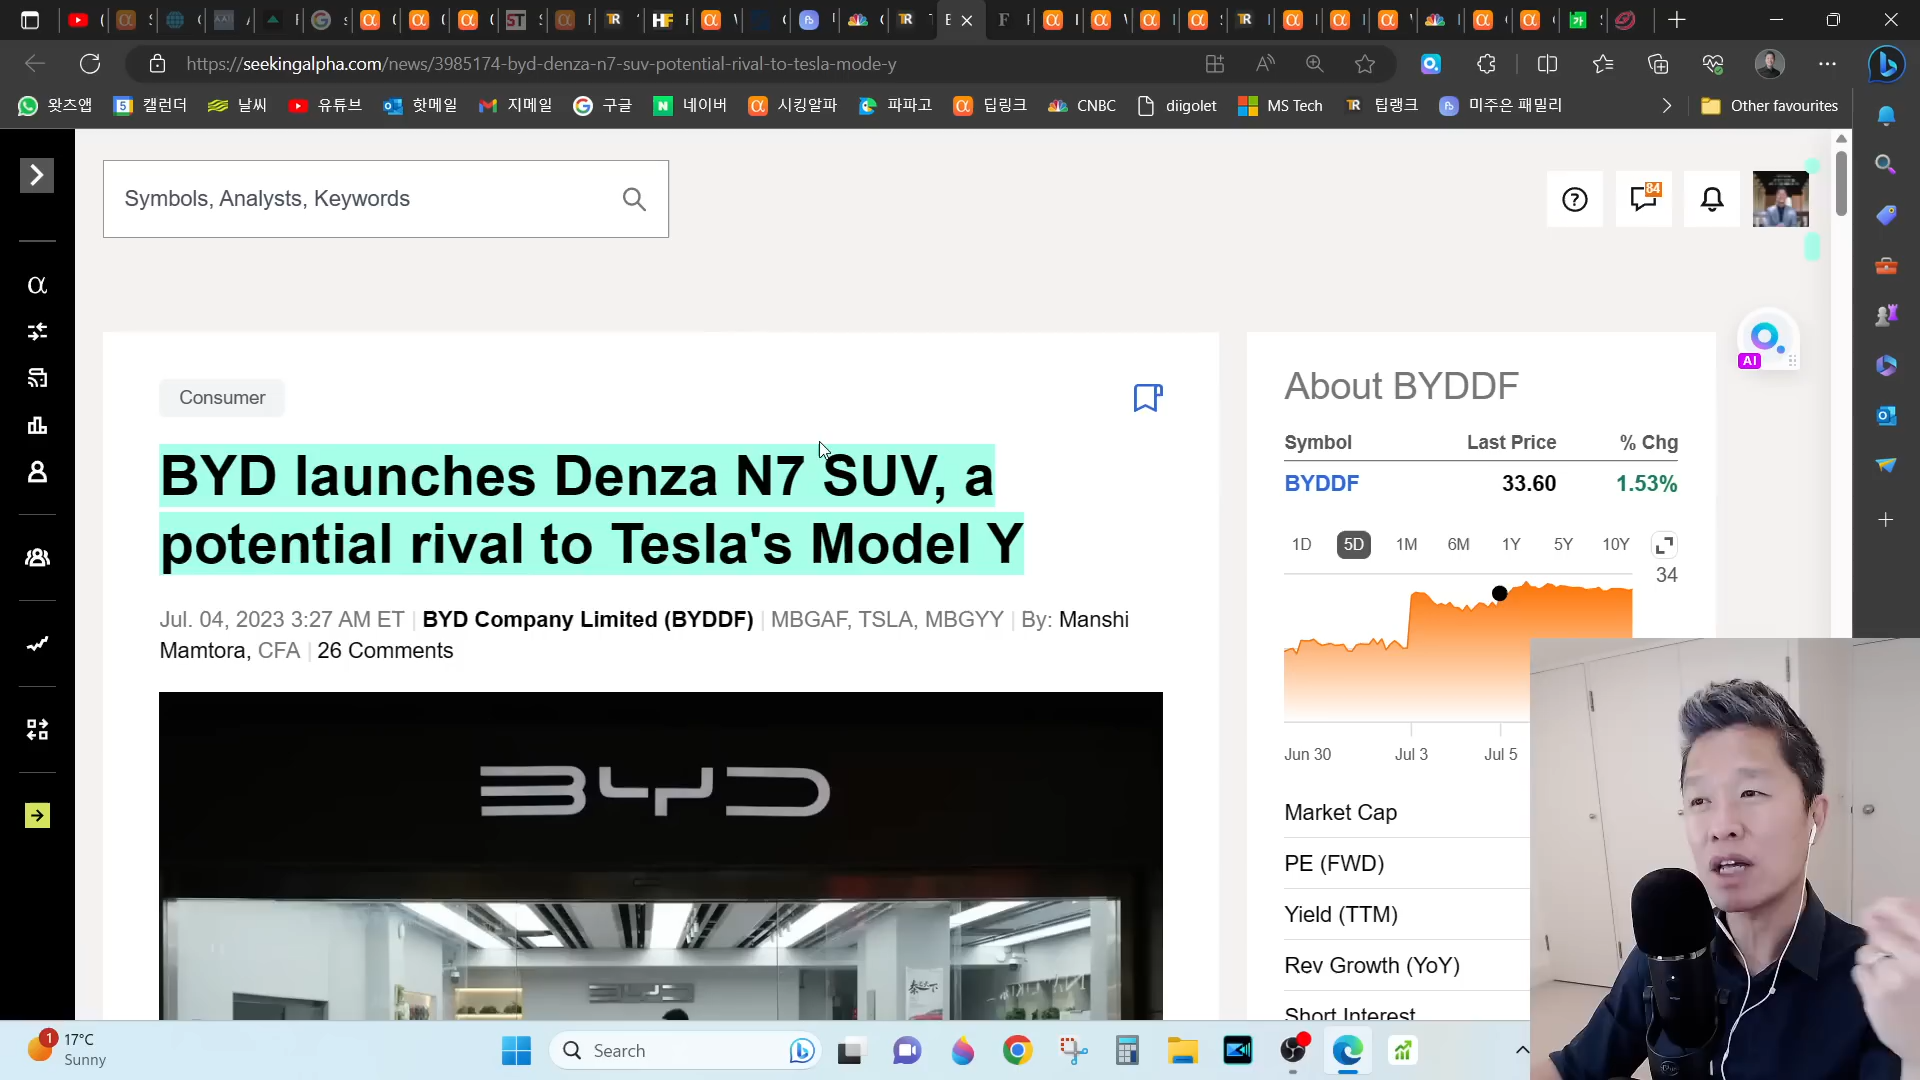 https://seekingalpha.com/news/3985174-byd-denza-n7-suv-potential-rival-to-tesla-mode-y
왓츠앱
캘린더
날씨
유튜브
핫메일
지메일
구글
네이버
시킹알파
파파고
딥링크
CNBC
diigolet
MS Tech
팁랭크
미주은 패밀리
Other favourites
Symbols, Analysts, Keywords
84
AI
Consumer
BYD launches Denza N7 SUV, a
potential rival to Tesla's Model Y
Jul. 04, 2023 3:27 AM ET | BYD Company Limited (BYDDF) | MBGAF, TSLA, MBGYY | By: Manshi
Mamtora, CFA | 26 Comments
BYD
About BYDDF
Symbol Last Price % Chg
BYDDF 33.60 1.53%
1D 5D 1M 6M 1Y 5Y 10Y
34
Jun 30 Jul 3 Jul 5
Market Cap
PE (FWD)
Yield (TTM)
Rev Growth (YoY)
Short Interest
1
17°C
Sunny
Search